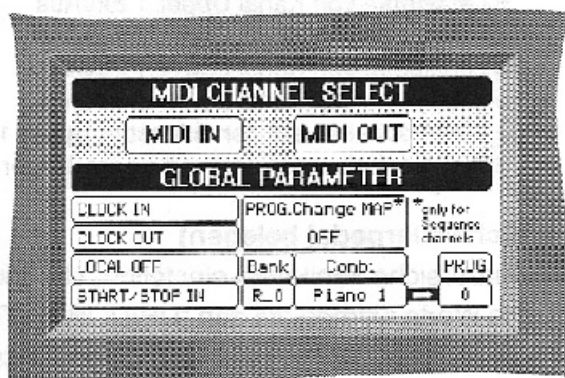 MIDI CHANNEL SELECT
MIDI IN MIDI OUT
GLOBAL PARAMETER
CLOCK IN PROG.Change MAP* *only for
CLOCK OUT OFF Sequence channels
LOCAL OFF Bank Combi PROG
START/STOP IN R_0 Piano 1 0